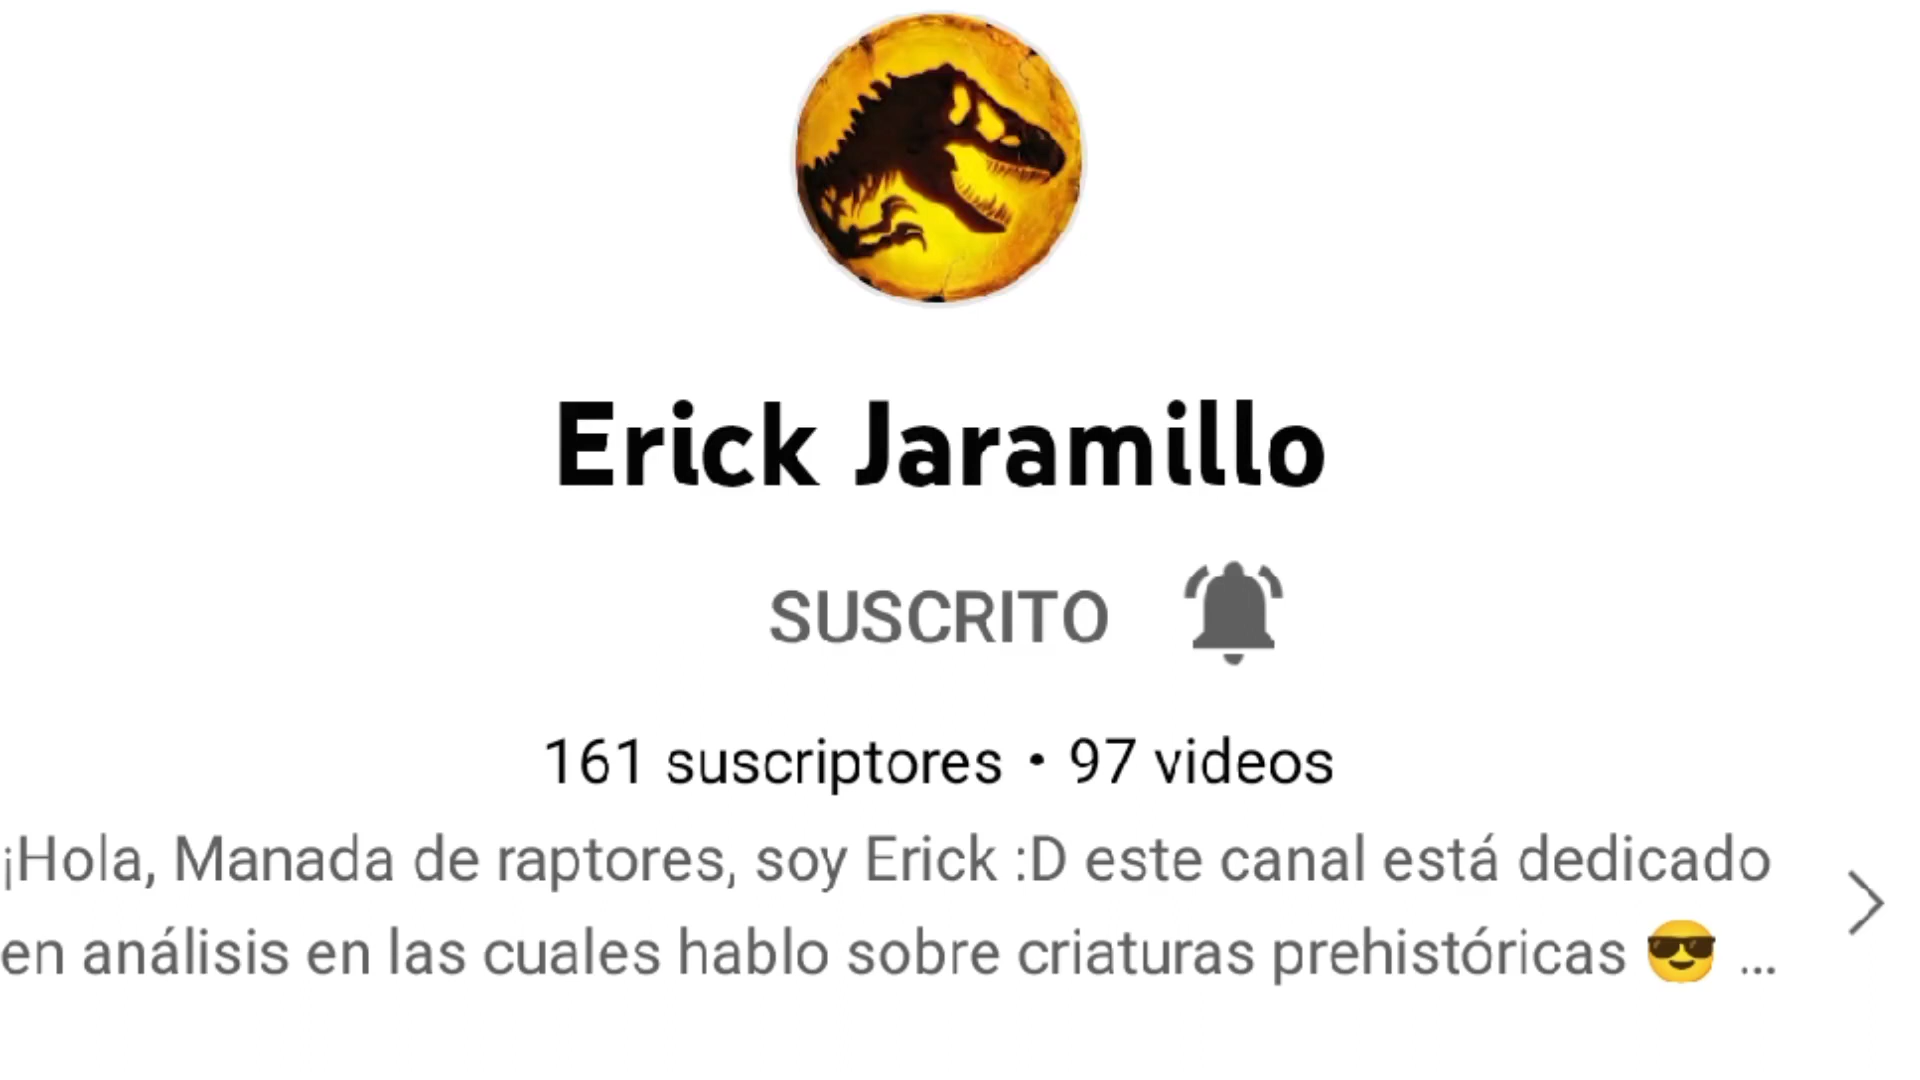 Erick Jaramillo
SUSCRITO
161 suscriptores • 97 videos
¡Hola, Manada de raptores, soy Erick :D este canal está dedicado
en análisis en las cuales hablo sobre criaturas prehistóricas 😎 ...